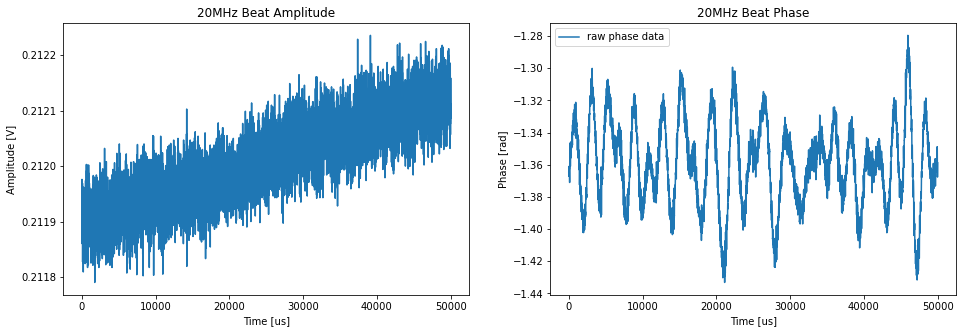 20MHz Beat Amplitude
Amplitude [V]
0.2122
0.2121
0.2120
0.2119
0.2118
0 10000 20000 30000 40000 50000
Time [us]
20MHz Beat Phase
raw phase data
Phase [rad]
−1.28
−1.30
−1.32
−1.34
−1.36
−1.38
−1.40
−1.42
−1.44
0 10000 20000 30000 40000 50000
Time [us]